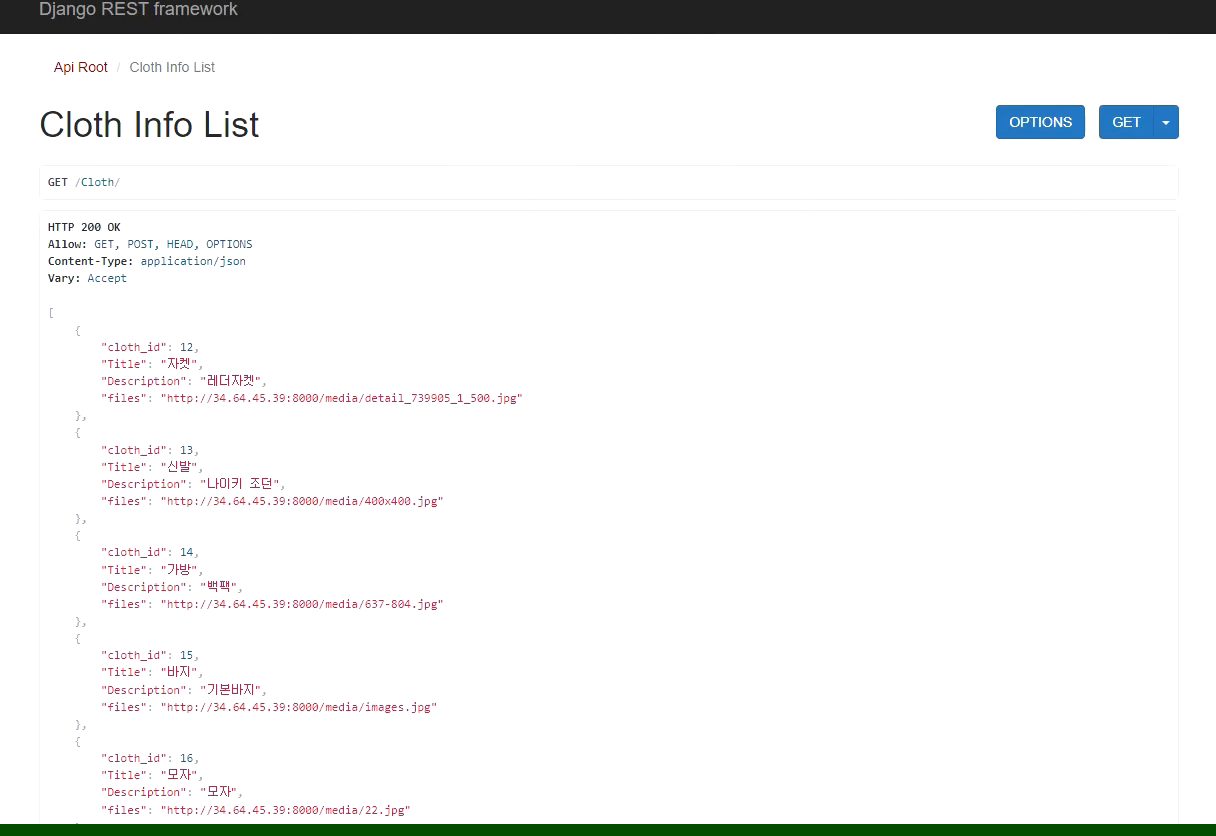 Django REST framework
Api Root / Cloth Info List
Cloth Info List
OPTIONS GET
GET /Cloth/
HTTP 200 OK
Allow: GET, POST, HEAD, OPTIONS
Content-Type: application/json
Vary: Accept
[
{
"cloth_id": 12,
"Title": "자켓",
"Description": "레더자켓",
"files": "http://34.64.45.39:8000/media/detail_739905_1_500.jpg"
},
{
"cloth_id": 13,
"Title": "신발",
"Description": "나이키 조던",
"files": "http://34.64.45.39:8000/media/400x400.jpg"
},
{
"cloth_id": 14,
"Title": "가방",
"Description": "백팩",
"files": "http://34.64.45.39:8000/media/637-804.jpg"
},
{
"cloth_id": 15,
"Title": "바지",
"Description": "기본바지",
"files": "http://34.64.45.39:8000/media/images.jpg"
},
{
"cloth_id": 16,
"Title": "모자",
"Description": "모자",
"files": "http://34.64.45.39:8000/media/22.jpg"